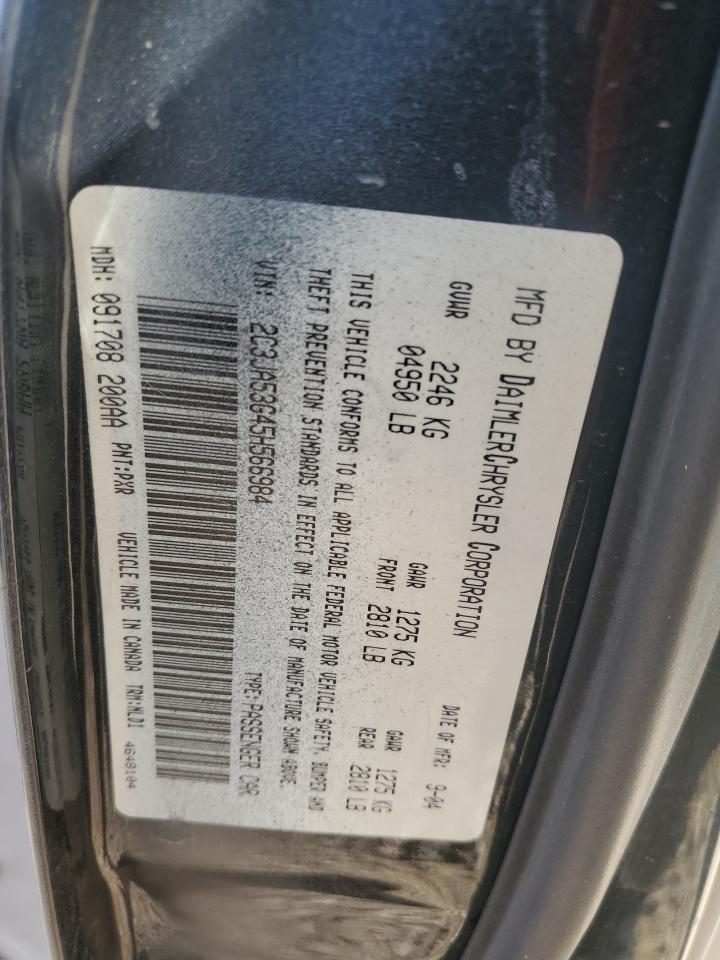 MFD BY DAIMLERCHRYSLER CORPORATION DATE OF MFR: 9-04
GVWR 2246 KG GAWR 1275 KG GAWR 1275 KG
04950 LB FRONT 2810 LB REAR 2810 LB
THIS VEHICLE CONFORMS TO ALL APPLICABLE FEDERAL MOTOR VEHICLE SAFETY, BUMPER AND
THEFT PREVENTION STANDARDS IN EFFECT ON THE DATE OF MANUFACTURE SHOWN ABOVE.
VIN: 2C3JA53G45H566984 TYPE: PASSENGER CAR
MDH: 091708 200AA PNT: PXR VEHICLE MADE IN CANADA TRM: NLD1
4648104